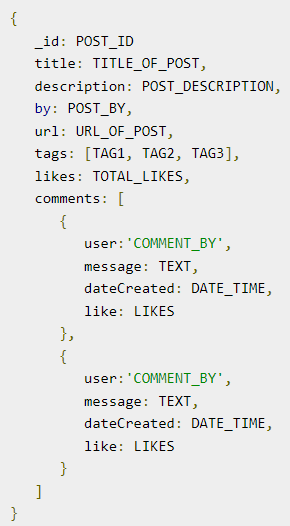 {
_id: POST_ID
title: TITLE_OF_POST,
description: POST_DESCRIPTION,
by: POST_BY,
url: URL_OF_POST,
tags: [TAG1, TAG2, TAG3],
likes: TOTAL_LIKES,
comments: [
{
user:'COMMENT_BY',
message: TEXT,
dateCreated: DATE_TIME,
like: LIKES
},
{
user:'COMMENT_BY',
message: TEXT,
dateCreated: DATE_TIME,
like: LIKES
}
]
}